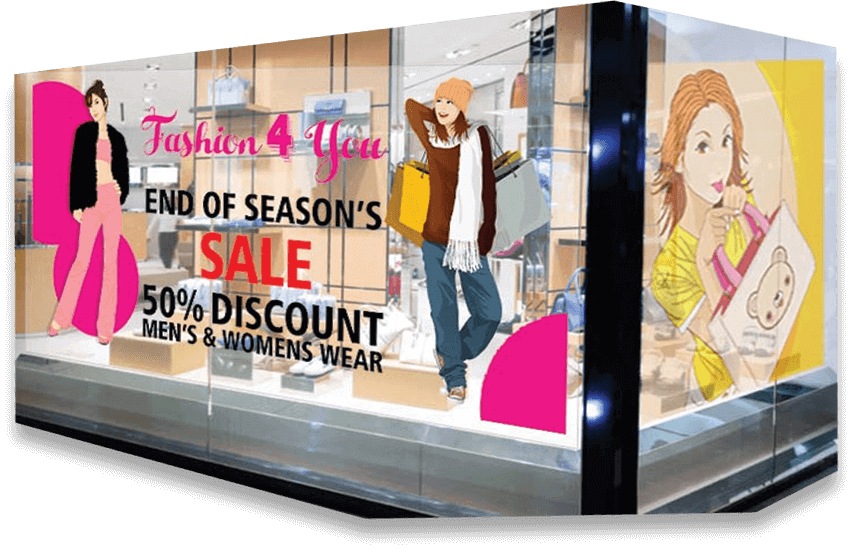 Fashion 4 You
END OF SEASON'S
SALE
50% DISCOUNT
MEN'S & WOMENS WEAR